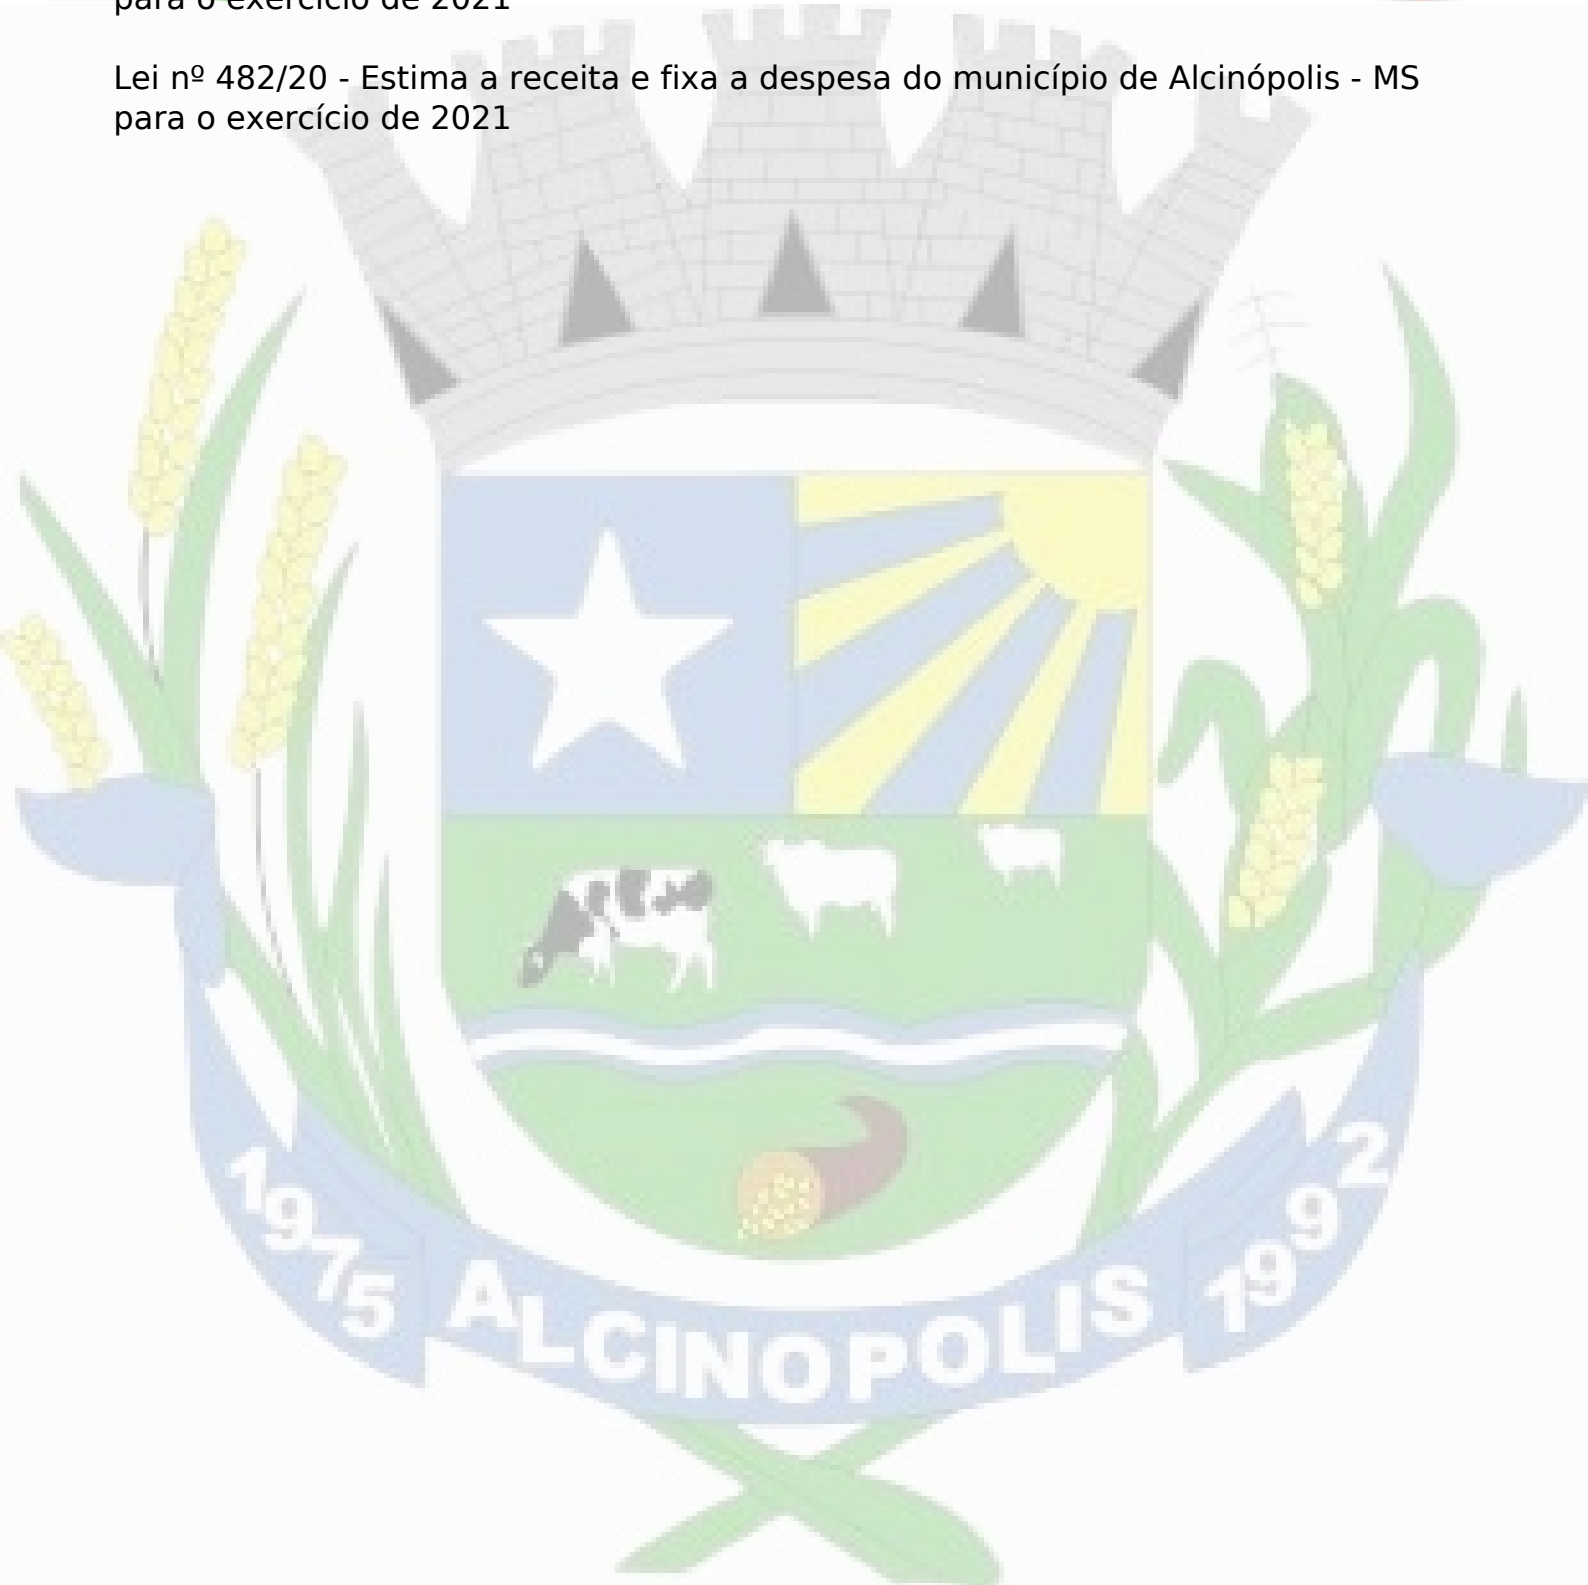 para o exercício de 2021
Lei nº 482/20 - Estima a receita e fixa a despesa do município de Alcinópolis - MS
para o exercício de 2021
1975 ALCINOPOLIS 1992